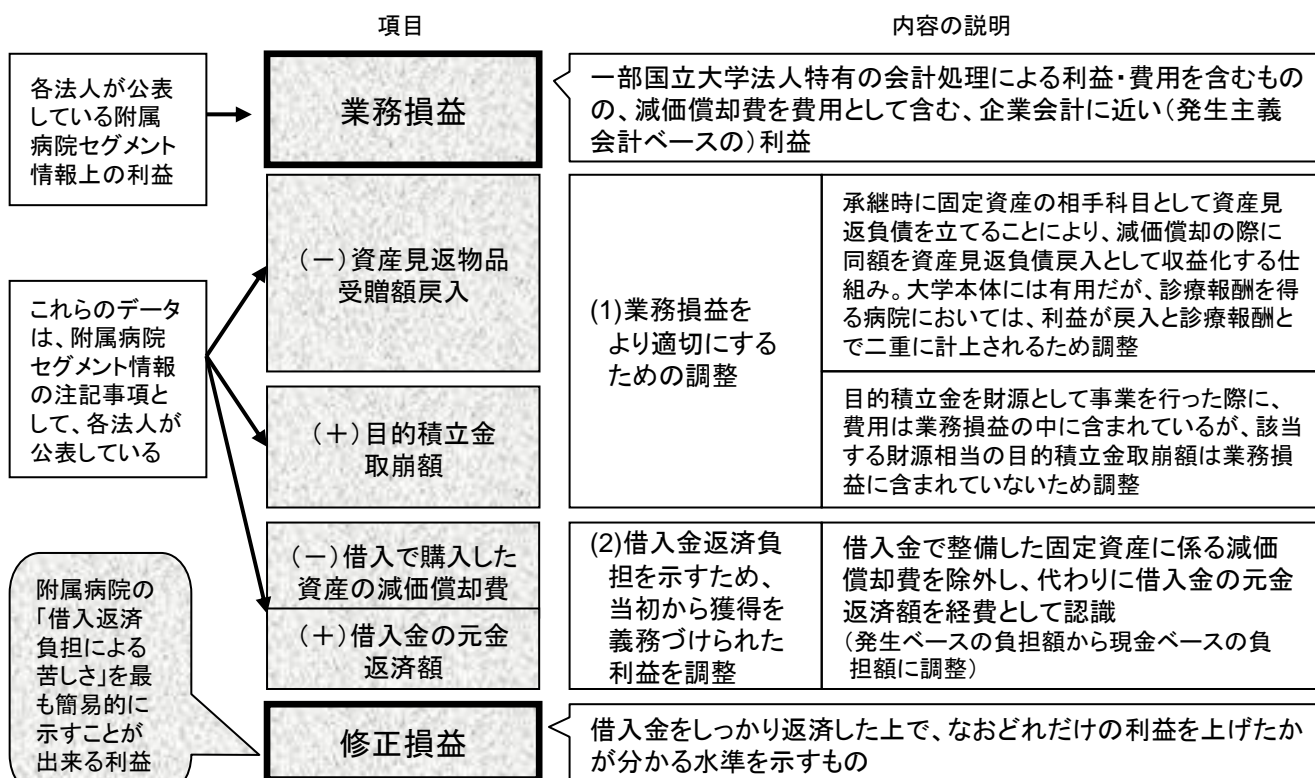 項目
内容の説明
各法人が公表
している附属
病院セグメント
情報上の利益
業務損益
一部国立大学法人特有の会計処理による利益・費用を含むもの
の、減価償却費を費用として含む、企業会計に近い(発生主義
会計ベースの)利益
これらのデータ
は、附属病院
セグメント情報
の注記事項と
して、各法人が
公表している
(-)資産見返物品
受贈額戻入
(1)業務損益を
より適切にする
ための調整
承継時に固定資産の相手科目として資産見
返負債を立てることにより、減価償却の際に
同額を資産見返負債戻入として収益化する仕
組み。大学本体には有用だが、診療報酬を得
る病院においては、利益が戻入と診療報酬と
で二重に計上されるため調整
(+)目的積立金
取崩額
目的積立金を財源として事業を行った際に、
費用は業務損益の中に含まれているが、該当
する財源相当の目的積立金取崩額は業務損
益に含まれていないため調整
(-)借入で購入した
資産の減価償却費
(+)借入金の元金
返済額
(2)借入金返済負
担を示すため、
当初から獲得を
義務づけられた
利益を調整
借入金で整備した固定資産に係る減価
償却費を除外し、代わりに借入金の元金
返済額を経費として認識
(発生ベースの負担額から現金ベースの負
担額に調整)
附属病院の
「借入返済
負担による
苦しさ」を最
も簡易的に
示すことが
出来る利益
修正損益
借入金をしっかり返済した上で、なおどれだけの利益を上げたか
が分かる水準を示すもの